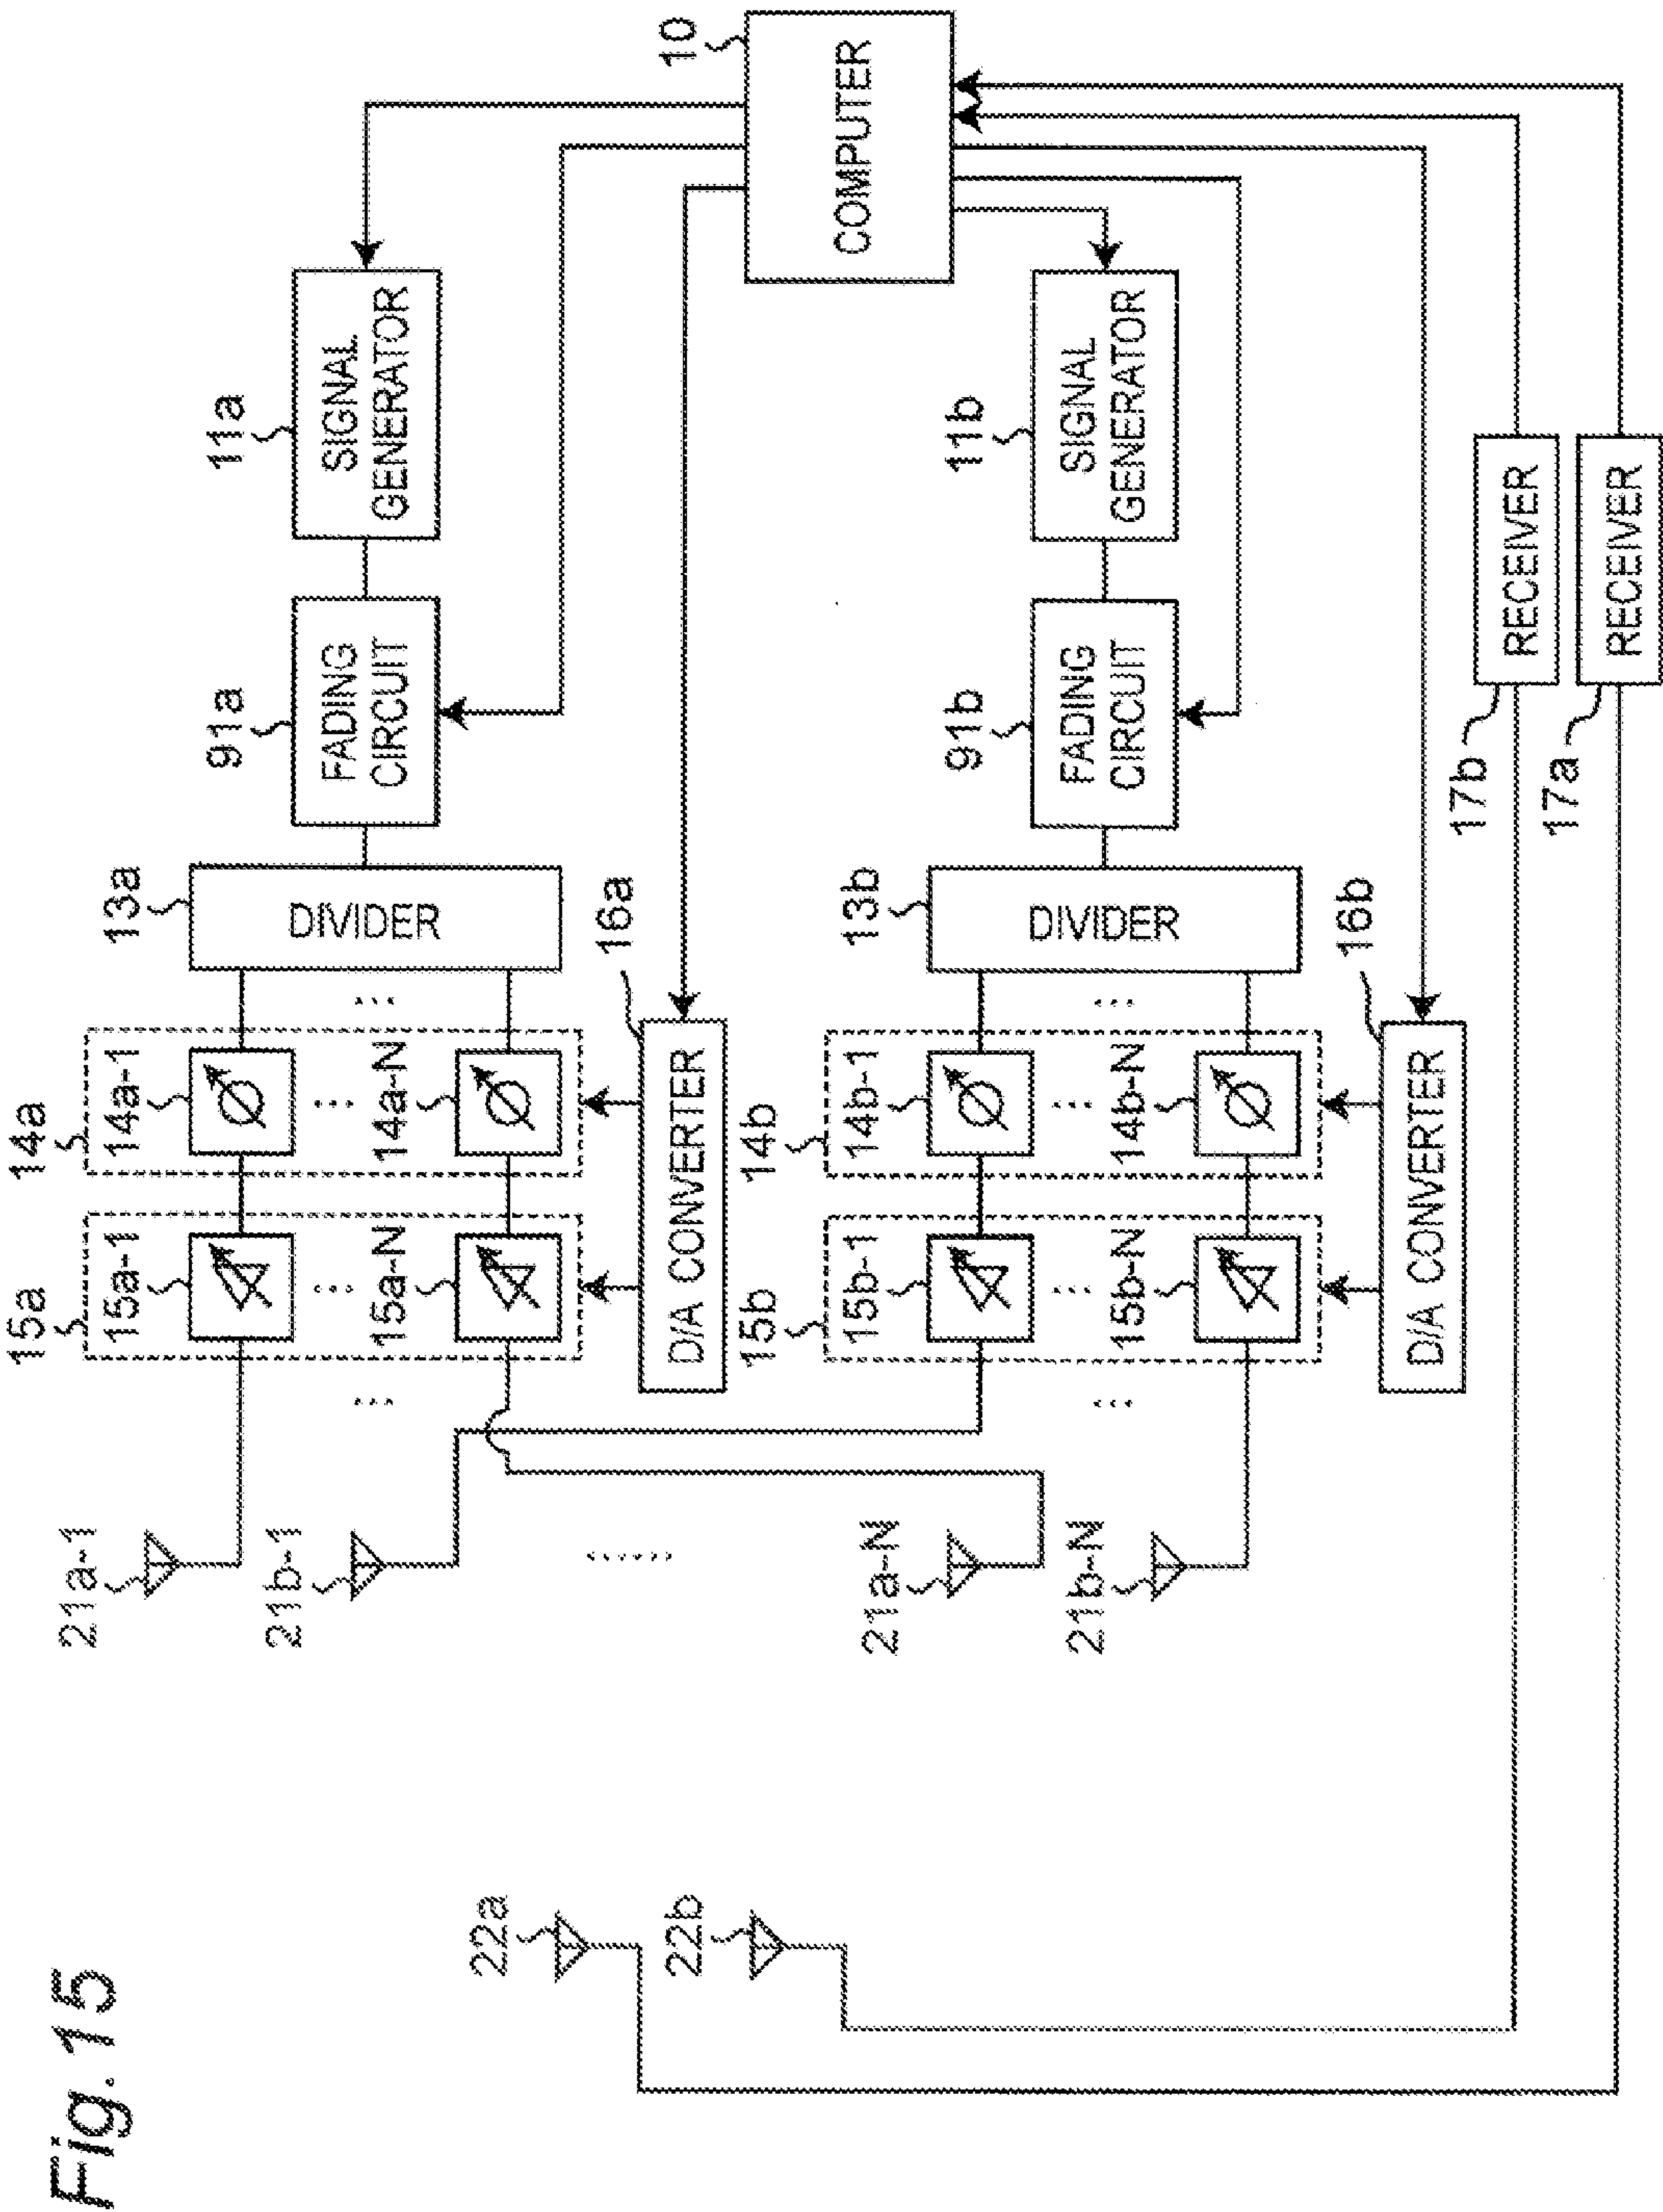 Fig. 15
10
COMPUTER
11a
SIGNAL
GENERATOR
91a
FADING
CIRCUIT
13a
DIVIDER
16a
D/A CONVERTER
14a
14a-1
14a-N
15a
15a-1
15a-N
21a-1
21b-1
21a-N
21b-N
11b
SIGNAL
GENERATOR
91b
FADING
CIRCUIT
13b
DIVIDER
16b
D/A CONVERTER
14b
14b-1
14b-N
15b
15b-1
15b-N
22a
22b
17b
RECEIVER
17a
RECEIVER